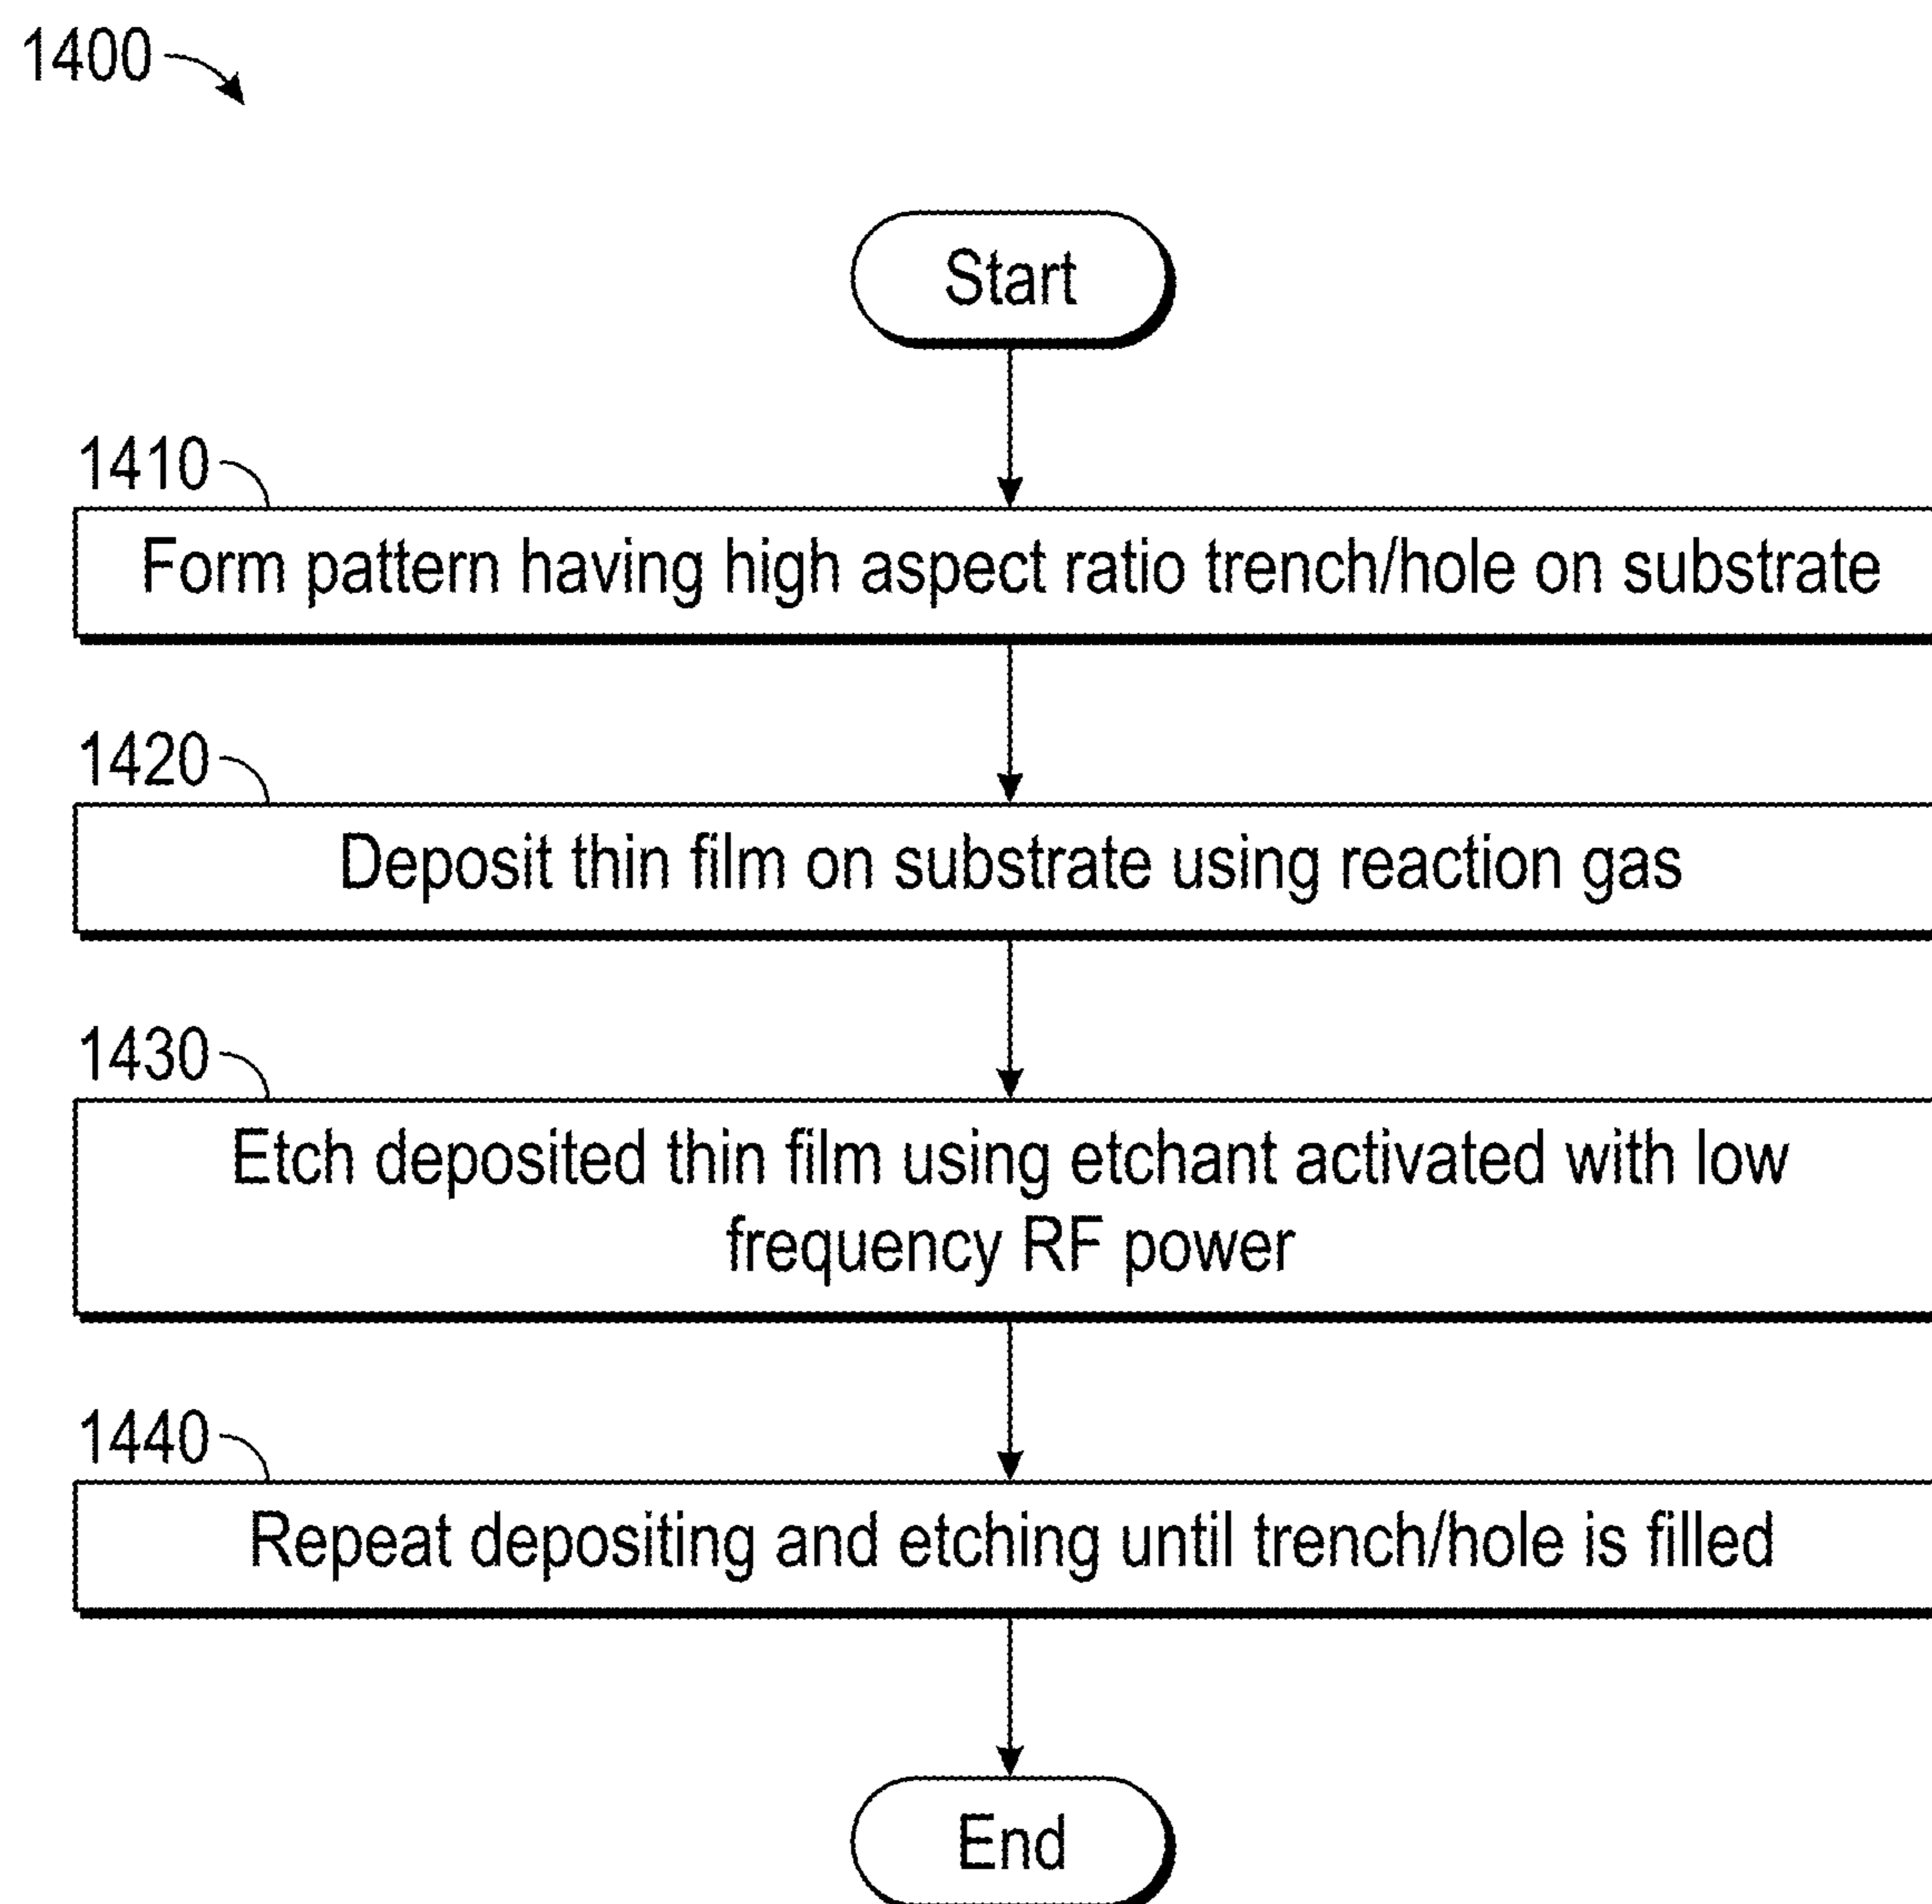 1400
Start
1410
Form pattern having high aspect ratio trench/hole on substrate
1420
Deposit thin film on substrate using reaction gas
1430
Etch deposited thin film using etchant activated with low
frequency RF power
1440
Repeat depositing and etching until trench/hole is filled
End